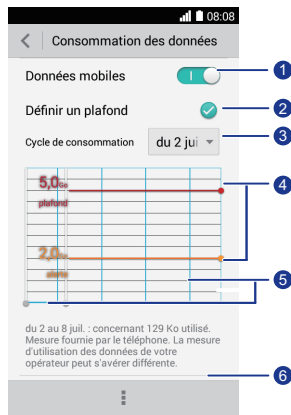 08:08
Consommation des données
Données mobiles
1
Définir un plafond
2
Cycle de consommation
du 2 jui
3
5,0Go
plafond
4
2,0Go
alerte
5
du 2 au 8 juil. : concernant 129 Ko utilisé.
Mesure fournie par le téléphone. La mesure
d'utilisation des données de votre
opérateur peut s'avérer différente.
6